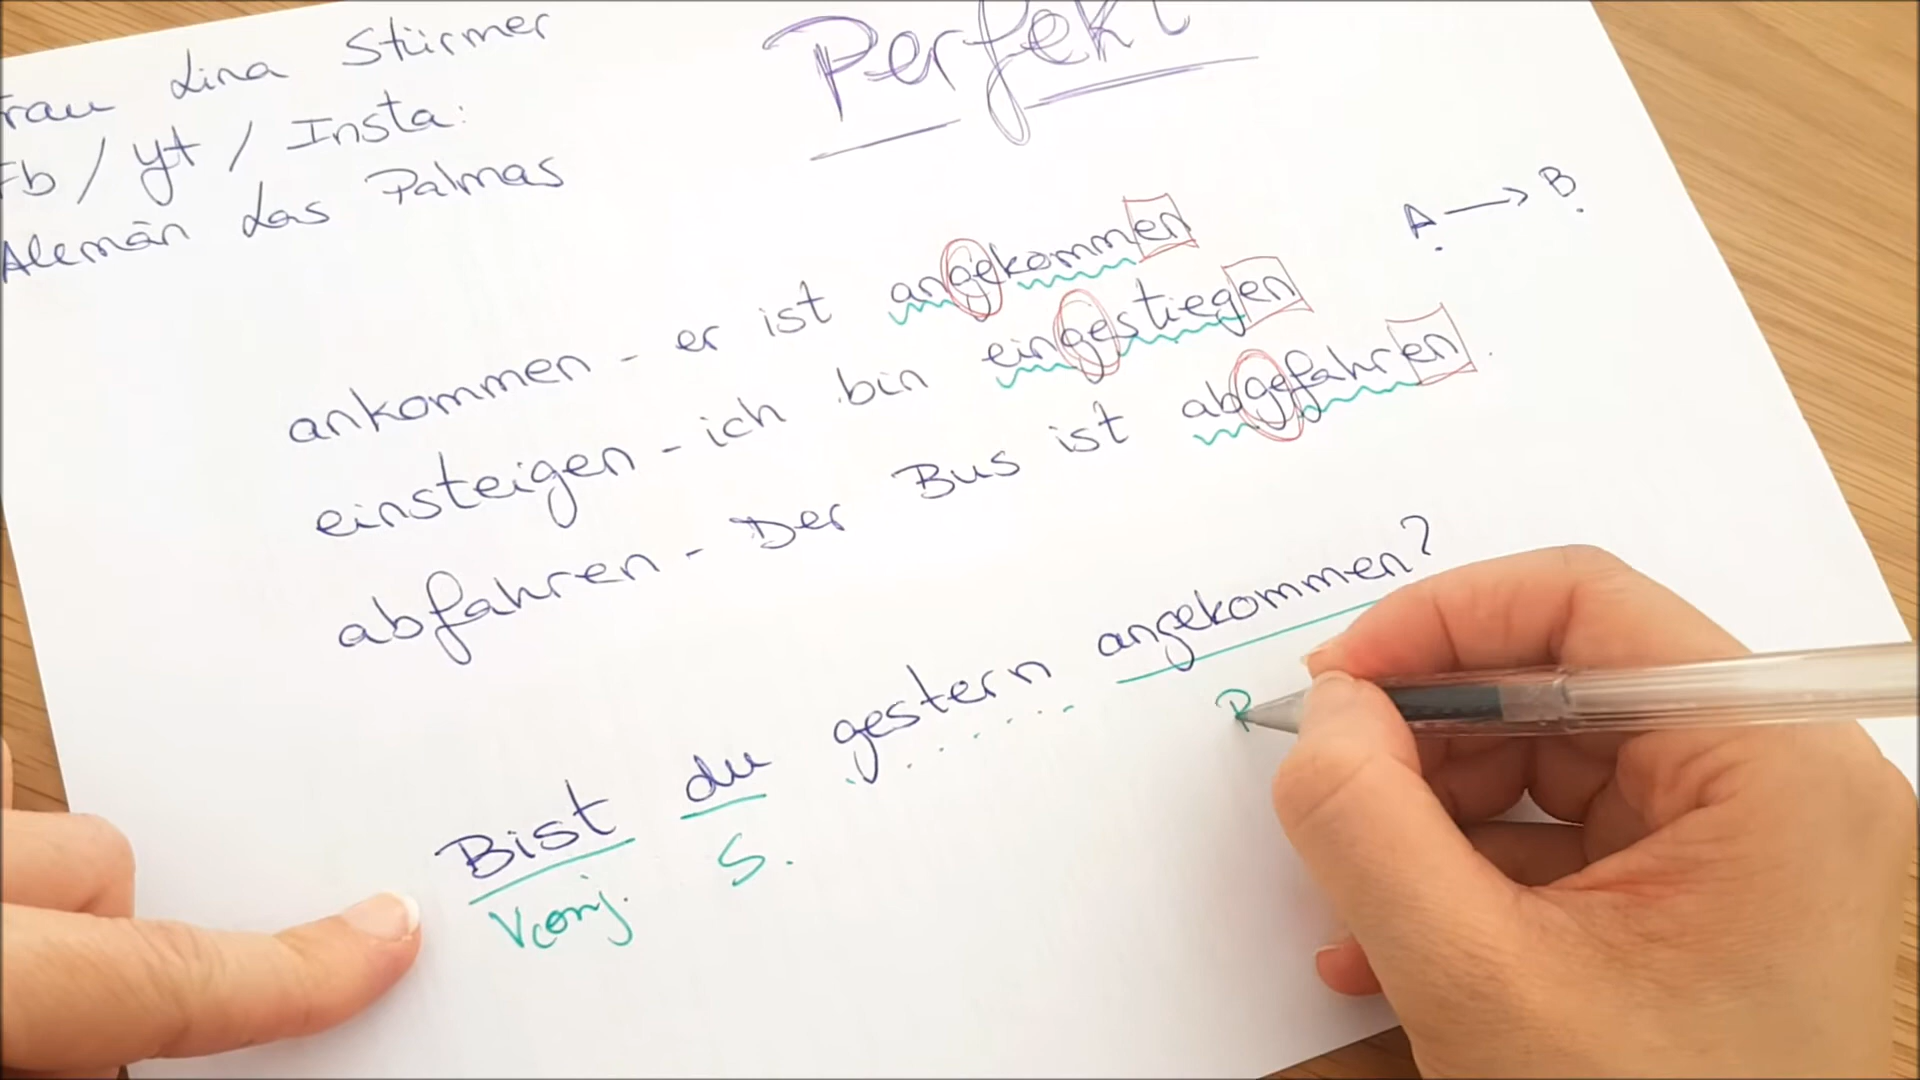 Frau Lina Stürmer
Fb / yt / Insta:
Alemán Las Palmas
Perfekt
A → B
ankommen - er ist angekommen
einsteigen - ich bin eingestiegen
abfahren - Der Bus ist abgefahren.
Bist du gestern angekommen?
Vconj. S. P